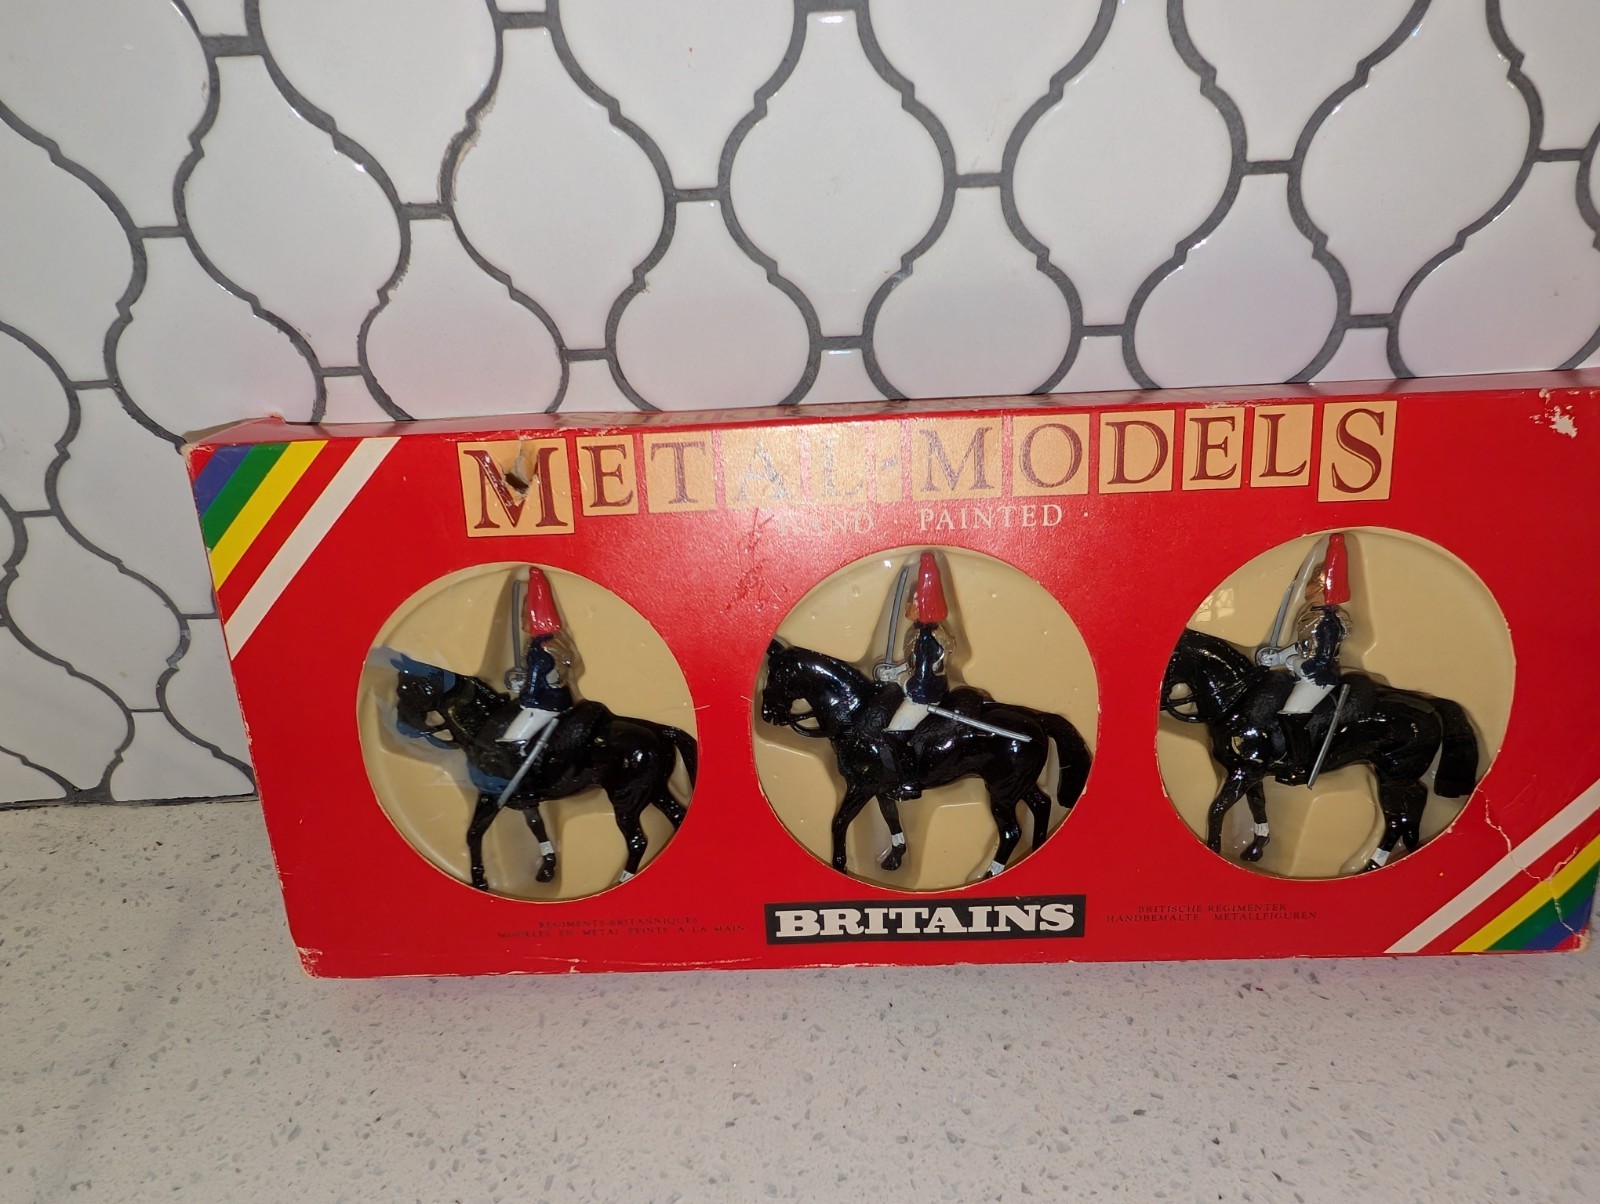 METAL-MODELS
HAND PAINTED
BRITAINS
REGIMENTS BRITANNIQUES
MODELES EN METAL PEINTS A LA MAIN
BRITISCHE REGIMENTER
HANDBEMALTE METALLFIGUREN